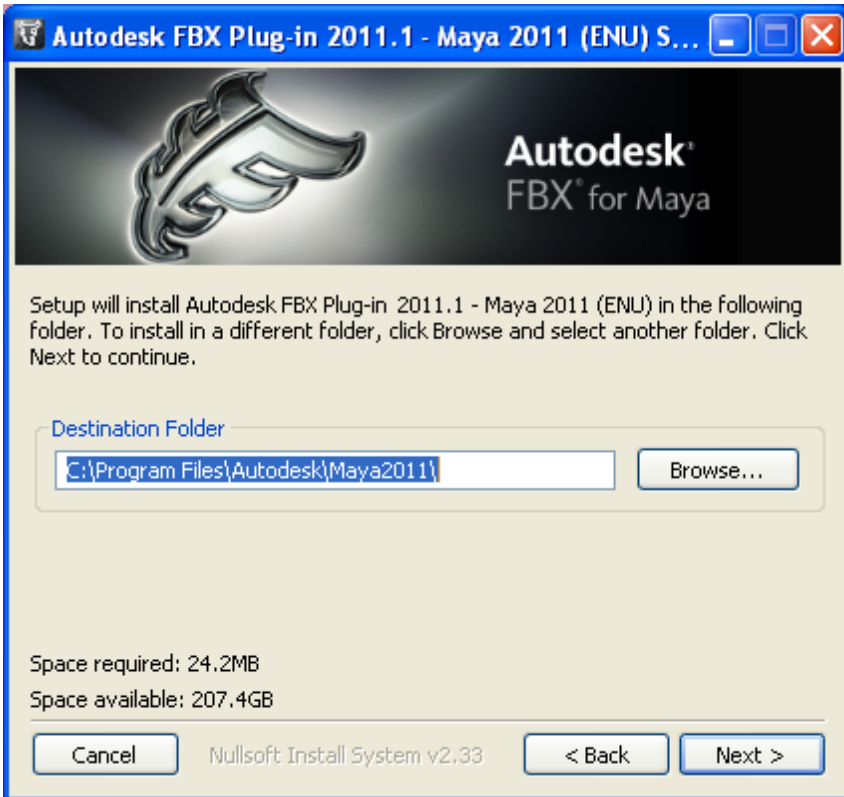 Autodesk FBX Plug-in 2011.1 - Maya 2011 (ENU) S...
Autodesk®
FBX® for Maya
Setup will install Autodesk FBX Plug-in 2011.1 - Maya 2011 (ENU) in the following
folder. To install in a different folder, click Browse and select another folder. Click
Next to continue.
Destination Folder
C:\Program Files\Autodesk\Maya2011\
Browse...
Space required: 24.2MB
Space available: 207.4GB
Cancel
Nullsoft Install System v2.33
< Back
Next >